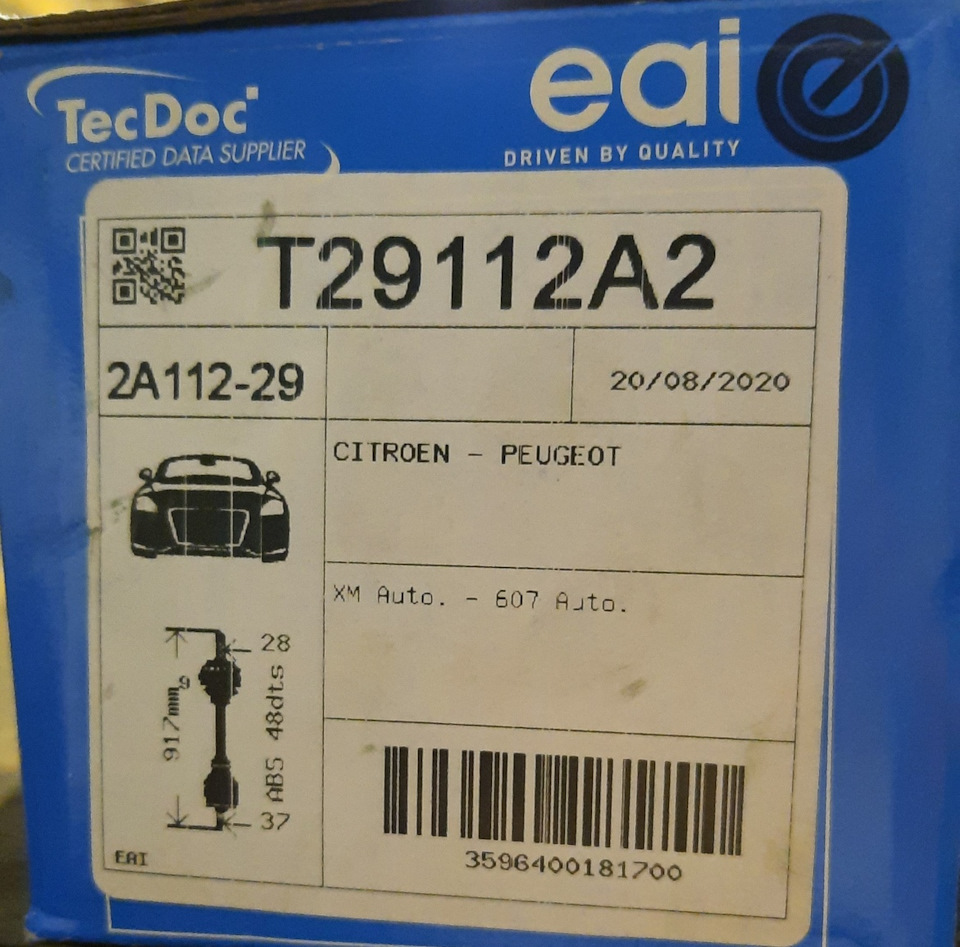 TecDoc
CERTIFIED DATA SUPPLIER
eai e
DRIVEN BY QUALITY
T29112A2
2A112-29
20/08/2020
CITROEN - PEUGEOT
XM Auto. - 607 Auto.
28
917mm
ABS 48dts
37
EAI
3596400181700